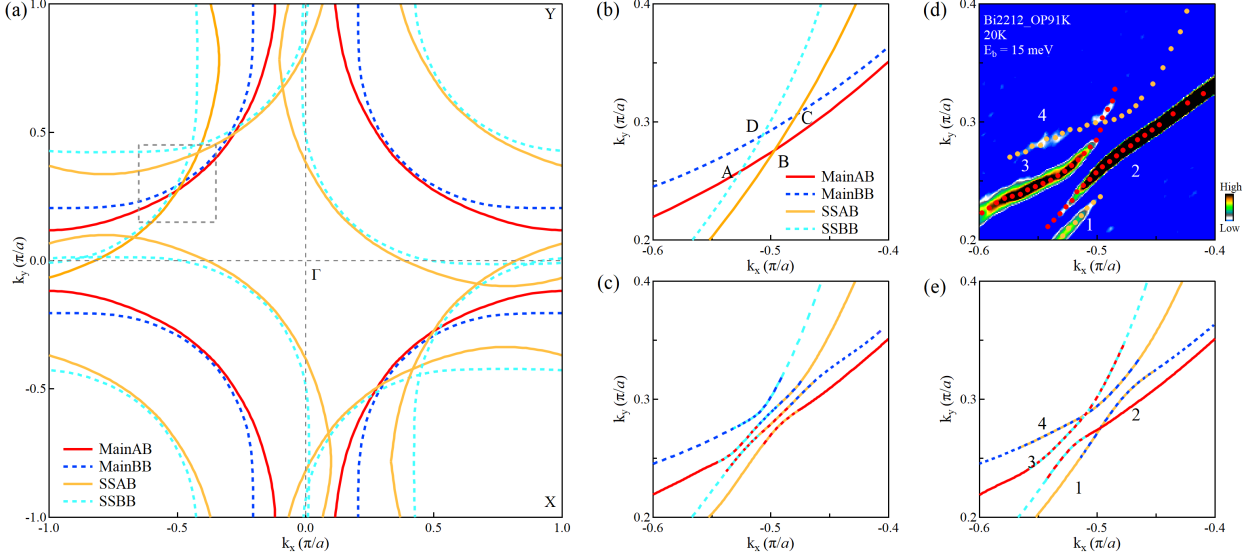 (a)
Y
1.0
0.5
0.0
-0.5
-1.0
k_y (π/a)
Γ
MainAB
MainBB
SSAB
SSBB
X
-1.0 -0.5 0.0 0.5 1.0
k_x (π/a)
(b)
0.4
0.3
0.2
k_y (π/a)
D
C
A
B
MainAB
MainBB
SSAB
SSBB
-0.6 -0.5 -0.4
k_x (π/a)
(c)
0.4
0.3
0.2
k_y (π/a)
-0.6 -0.5 -0.4
k_x (π/a)
(d)
Bi2212_OP91K
20K
E_b = 15 meV
0.4
0.3
0.2
k_y (π/a)
4
3
2
1
High
Low
-0.6 -0.5 -0.4
k_x (π/a)
(e)
0.4
0.3
0.2
k_y (π/a)
4
2
3
1
-0.6 -0.5 -0.4
k_x (π/a)